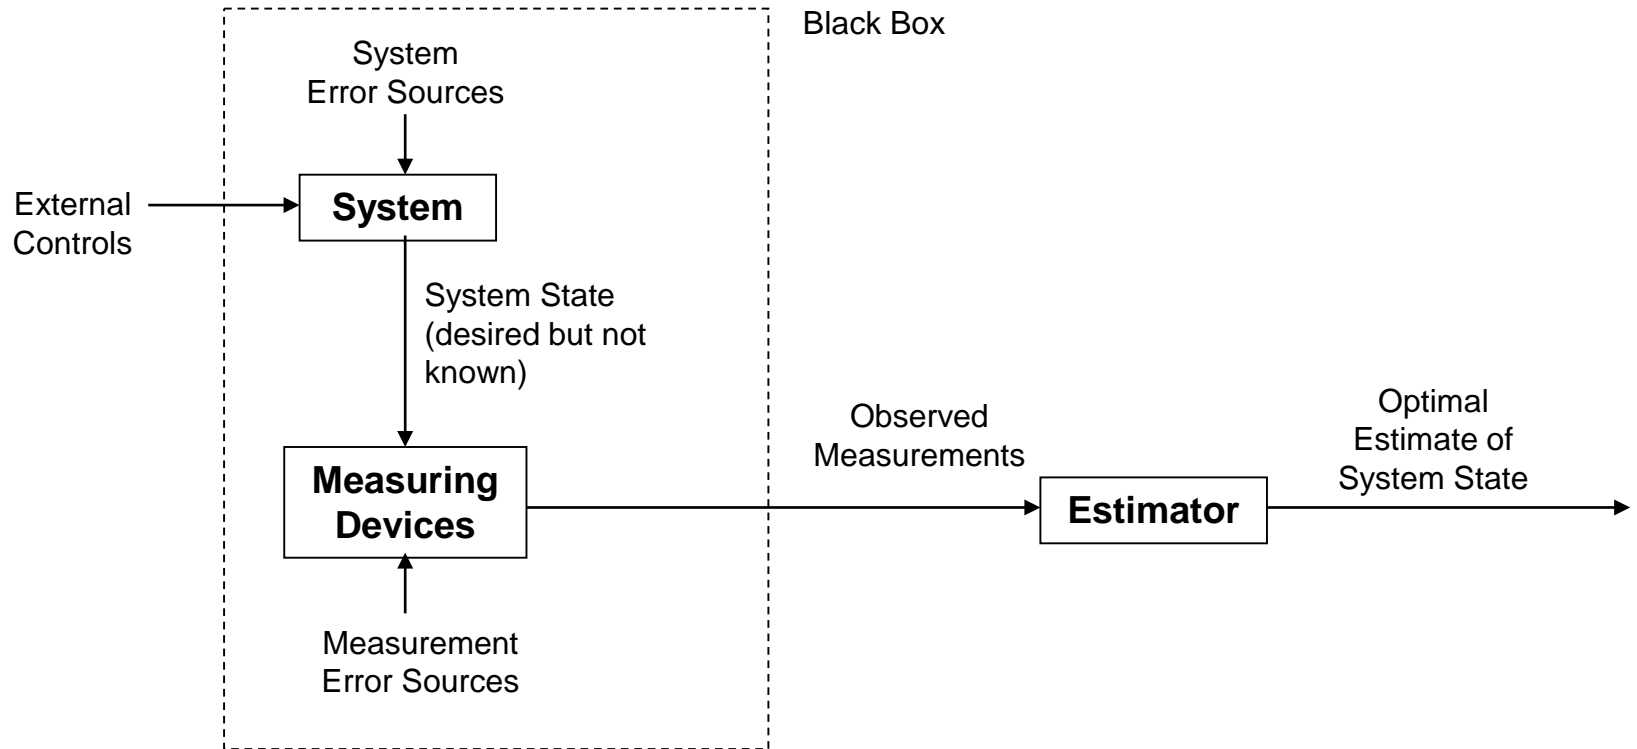 Black Box
System
Error Sources
External
Controls
System
System State
(desired but not
known)
Observed
Measurements
Optimal
Estimate of
System State
Measuring
Devices
Estimator
Measurement
Error Sources